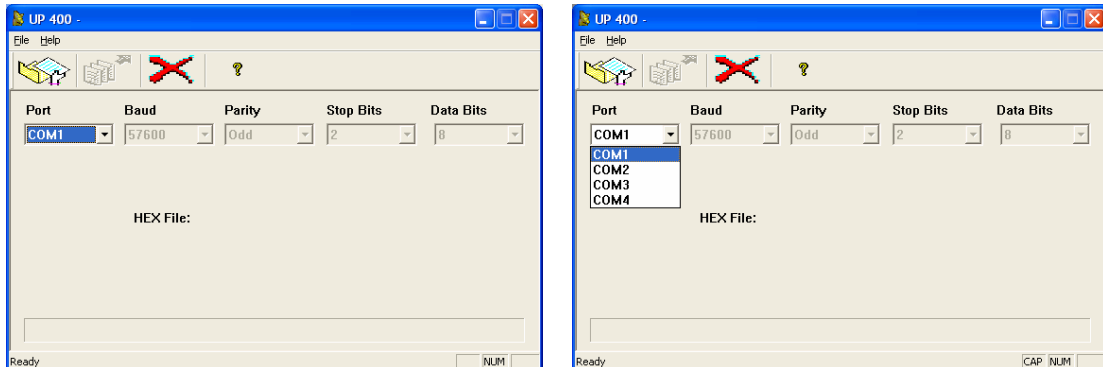 UP 400 -
File Help
Port Baud Parity Stop Bits Data Bits
COM1 57600 Odd 2 8
HEX File:
Ready NUM
UP 400 -
File Help
Port Baud Parity Stop Bits Data Bits
COM1 57600 Odd 2 8
COM1
COM2
COM3
COM4
HEX File:
Ready CAP NUM